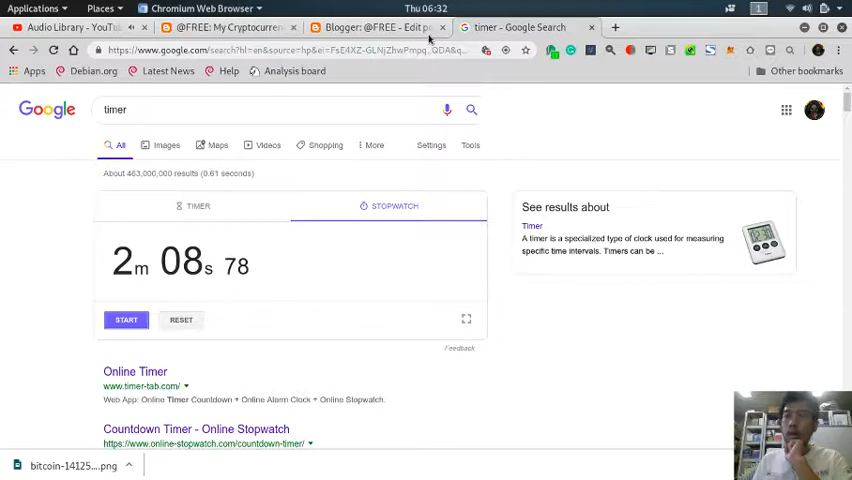 Applications Places Chromium Web Browser Thu 06:32 1
Audio Library - YouTub @FREE: My Cryptocurren Blogger: @FREE - Edit po timer - Google Search
https://www.google.com/search?hl=en&source=hp&ei=
Apps Debian.org Latest News Help Analysis board Other bookmarks
Google timer
All Images Maps Videos Shopping More Settings Tools
About 463,000,000 results (0.61 seconds)
TIMER STOPWATCH
2m 08s 78
START RESET
Feedback
See results about
Timer
A timer is a specialized type of clock used for measuring
specific time intervals. Timers can be ...
Online Timer
www.timer-tab.com/
Web App: Online Timer Countdown + Online Alarm Clock + Online Stopwatch.
Countdown Timer - Online Stopwatch
https://www.online-stopwatch.com/countdown-timer/
bitcoin-14125....png